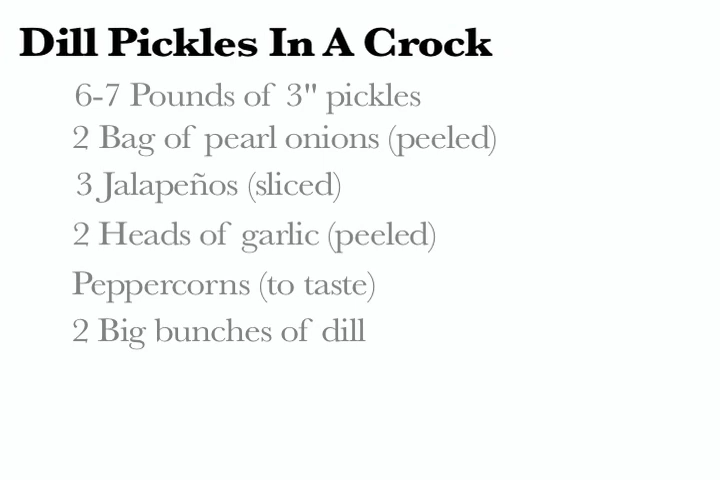 Dill Pickles In A Crock
6-7 Pounds of 3" pickles
2 Bag of pearl onions (peeled)
3 Jalapeños (sliced)
2 Heads of garlic (peeled)
Peppercorns (to taste)
2 Big bunches of dill